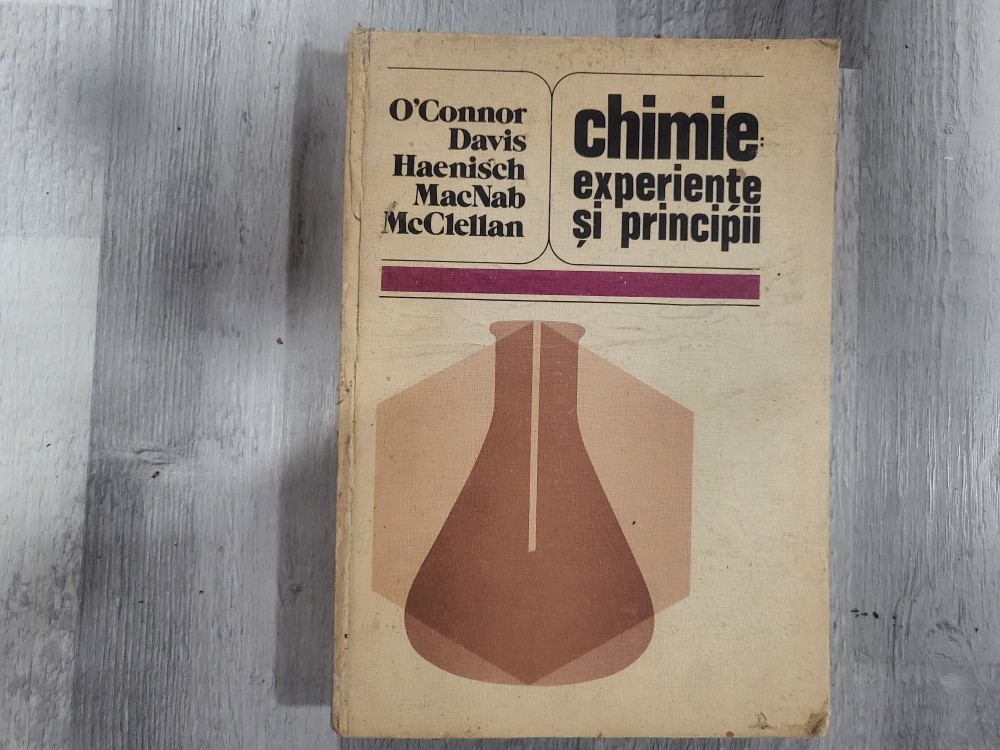 O'Connor
Davis
Haenisch
MacNab
McClellan
chimie:
experiențe
și principii